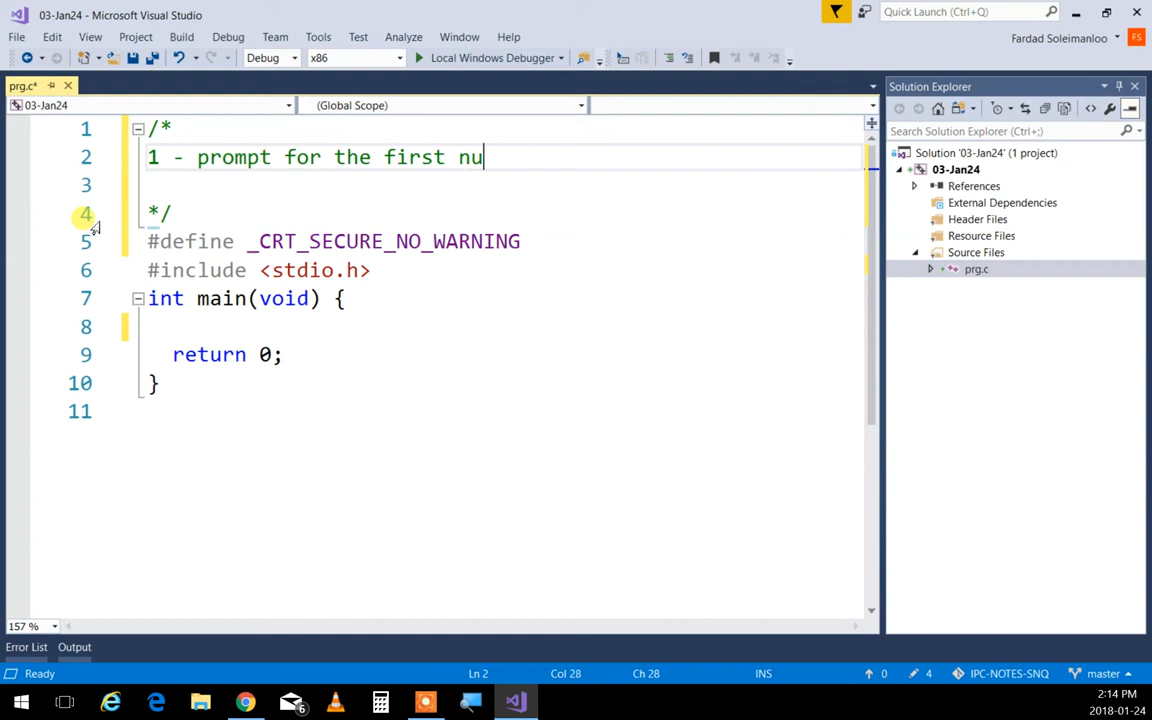 03-Jan24 - Microsoft Visual Studio
Quick Launch (Ctrl+Q)
File Edit View Project Build Debug Team Tools Test Analyze Window Help
Fardad Soleimanloo FS
Debug x86 Local Windows Debugger
prg.c*
Solution Explorer
03-Jan24 (Global Scope)
Search Solution Explorer (Ctrl+;)
Solution '03-Jan24' (1 project)
03-Jan24
References
External Dependencies
Header Files
Resource Files
Source Files
prg.c
1 /*
2 1 - prompt for the first nu
3
4 */
5 #define _CRT_SECURE_NO_WARNING
6 #include <stdio.h>
7 int main(void) {
8
9 return 0;
10 }
11
157 %
Error List Output
Ready Ln 2 Col 28 Ch 28 INS 0 4 IPC-NOTES-SNQ master
6
2:14 PM
2018-01-24